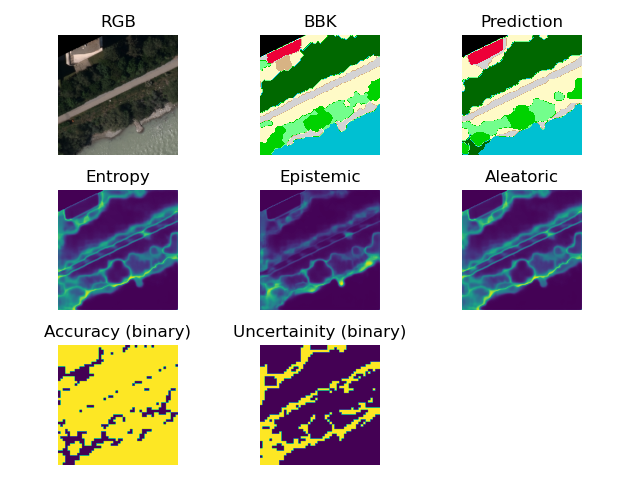 RGB
BBK
Prediction
Entropy
Epistemic
Aleatoric
Accuracy (binary)
Uncertainity (binary)